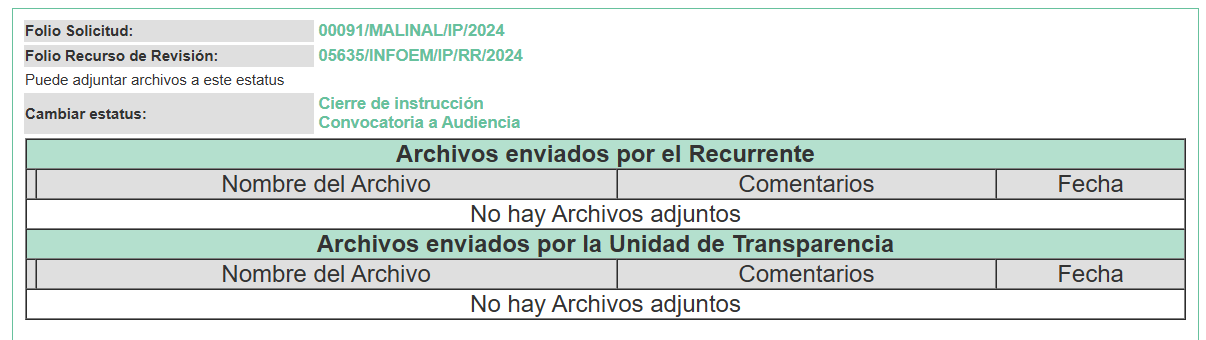 Folio Solicitud: 00091/MALINAL/IP/2024
Folio Recurso de Revisión: 05635/INFOEM/IP/RR/2024
Puede adjuntar archivos a este estatus
Cambiar estatus: Cierre de instrucción
Convocatoria a Audiencia
Archivos enviados por el Recurrente
Nombre del Archivo Comentarios Fecha
No hay Archivos adjuntos
Archivos enviados por la Unidad de Transparencia
Nombre del Archivo Comentarios Fecha
No hay Archivos adjuntos